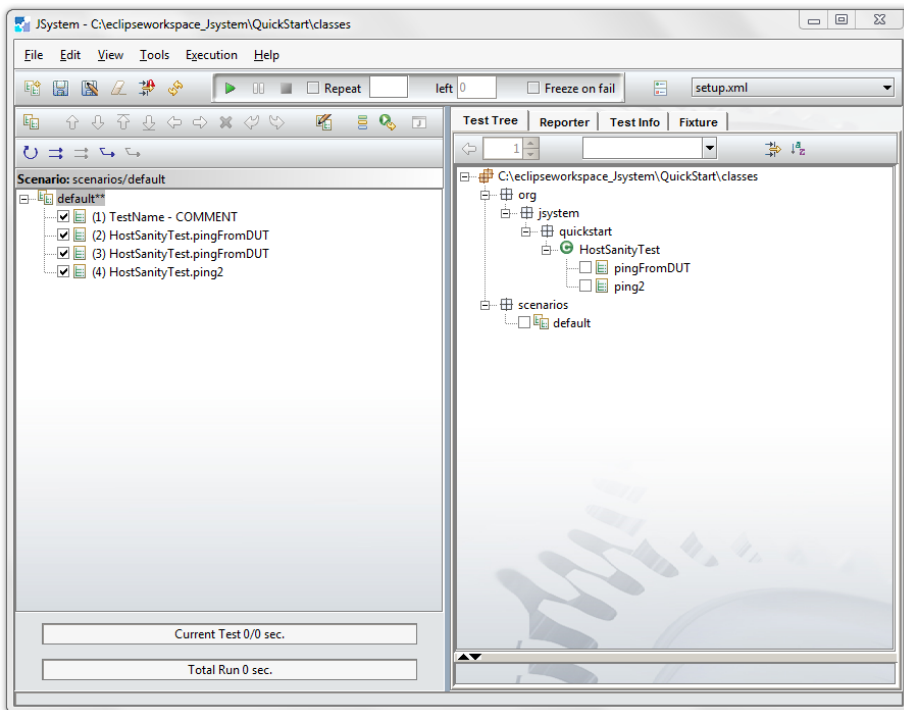 JSystem - C:\eclipseworkspace_Jsystem\QuickStart\classes
File Edit View Tools Execution Help
Repeat left 0 Freeze on fail setup.xml
Scenario: scenarios/default
default**
(1) TestName - COMMENT
(2) HostSanityTest.pingFromDUT
(3) HostSanityTest.pingFromDUT
(4) HostSanityTest.ping2
Current Test 0/0 sec.
Total Run 0 sec.
Test Tree Reporter Test Info Fixture
1
C:\eclipseworkspace_Jsystem\QuickStart\classes
org
jsystem
quickstart
HostSanityTest
pingFromDUT
ping2
scenarios
default